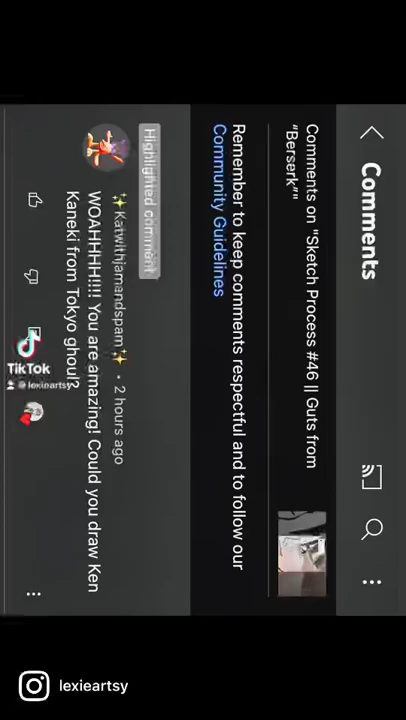 Comments
Comments on "Sketch Process #46 || Guts from
"Berserk""
Remember to keep comments respectful and to follow our
Community Guidelines
Highlighted comment
✨Katwithjamandspam✨ • 2 hours ago
WOAHHHH!!!! You are amazing! Could you draw Ken
Kaneki from Tokyo ghoul?
TikTok
@lexieartsy
lexieartsy